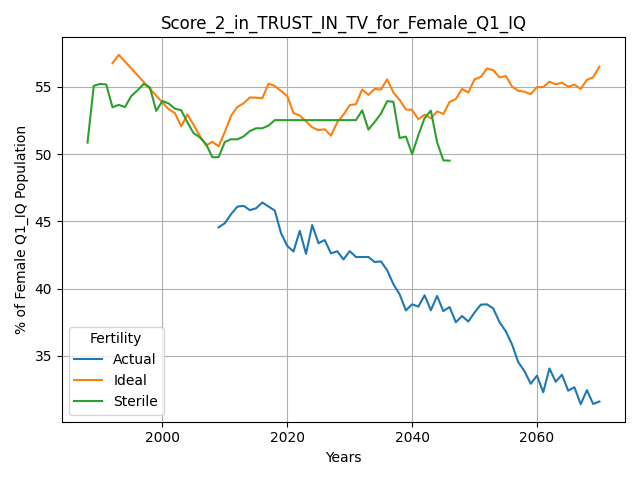 Score_2_in_TRUST_IN_TV_for_Female_Q1_IQ
% of Female Q1_IQ Population
55
50
45
40
35
Fertility
Actual
Ideal
Sterile
2000
2020
2040
2060
Years